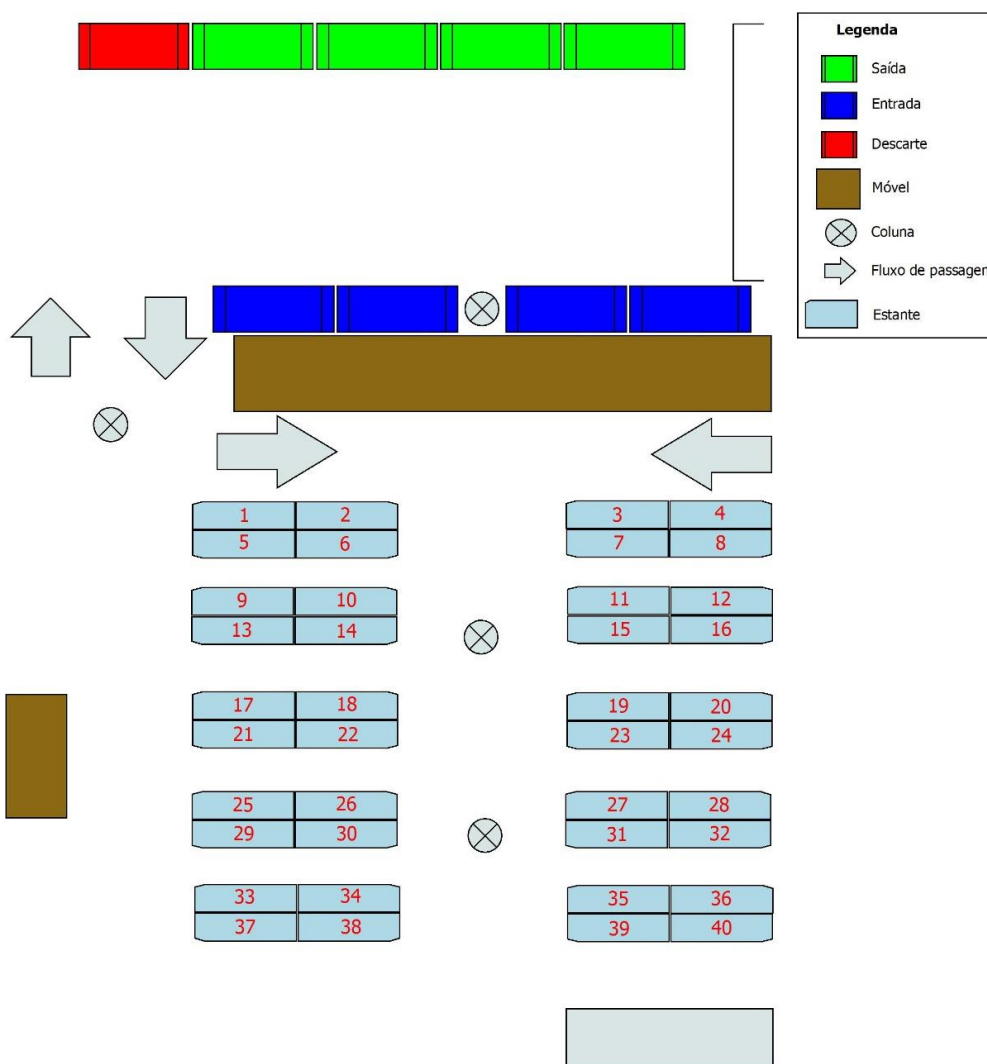 Legenda
Saída
Entrada
Descarte
Móvel
Coluna
Fluxo de passagem
Estante
1 2 3 4
5 6 7 8
9 10 11 12
13 14 15 16
17 18 19 20
21 22 23 24
25 26 27 28
29 30 31 32
33 34 35 36
37 38 39 40